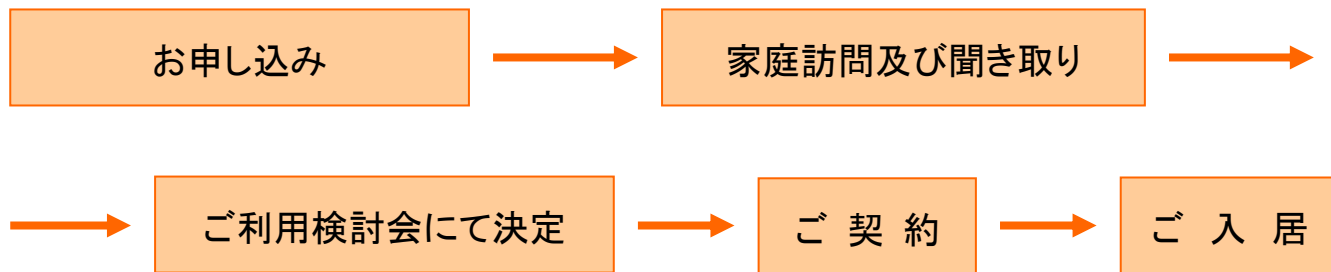 お申し込み
家庭訪問及び聞き取り
ご利用検討会にて決定
ご 契 約
ご 入 居